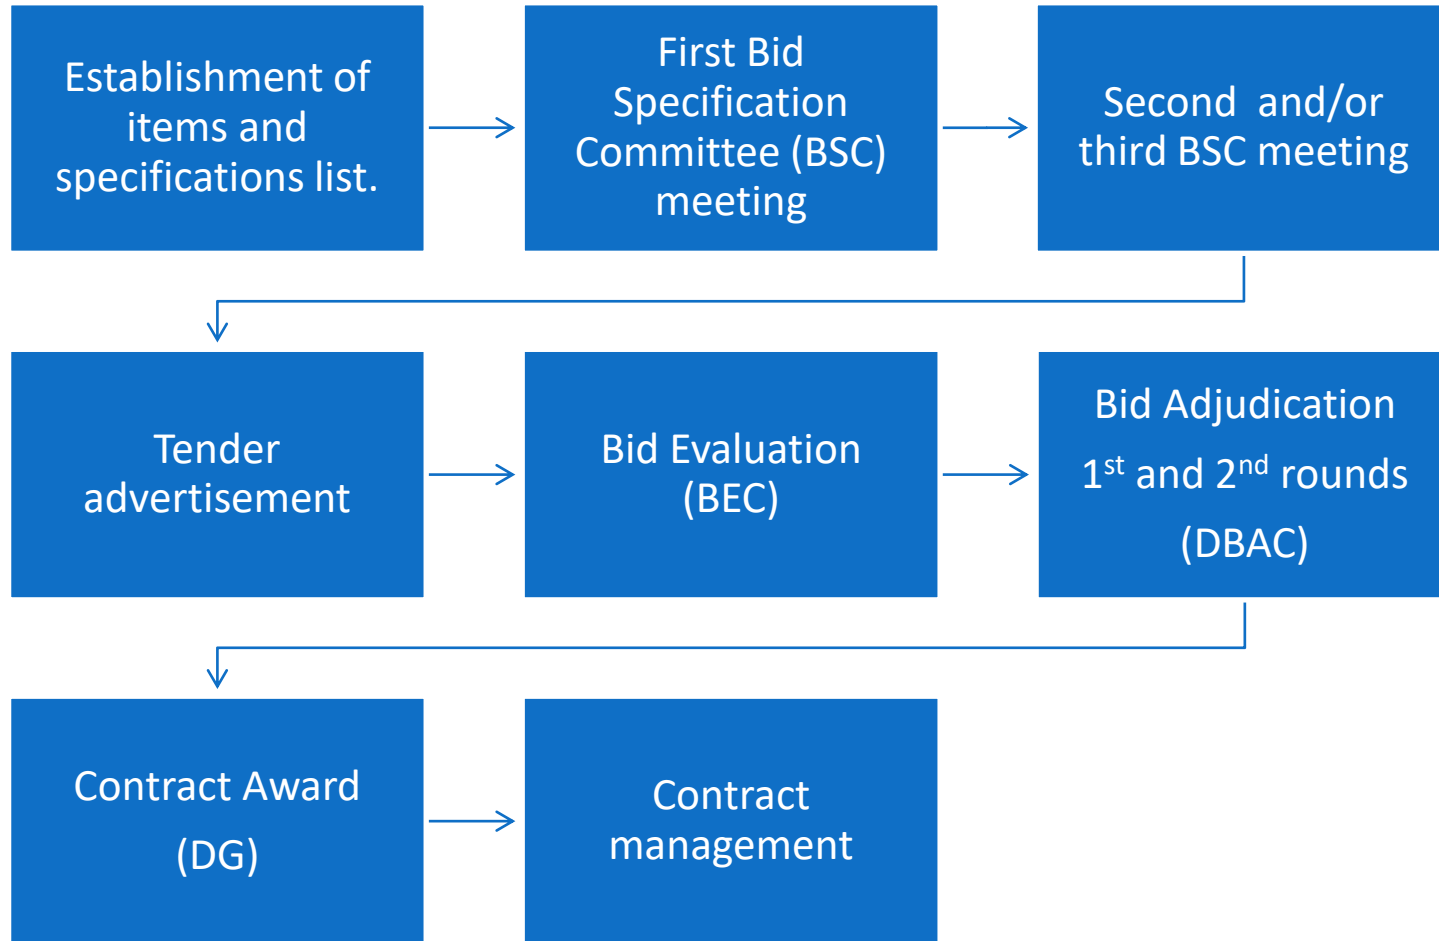 Establishment of
items and
specifications list.
First Bid
Specification
Committee (BSC)
meeting
Second and/or
third BSC meeting
Tender
advertisement
Bid Evaluation
(BEC)
Bid Adjudication
1st and 2nd rounds
(DBAC)
Contract Award
(DG)
Contract
management